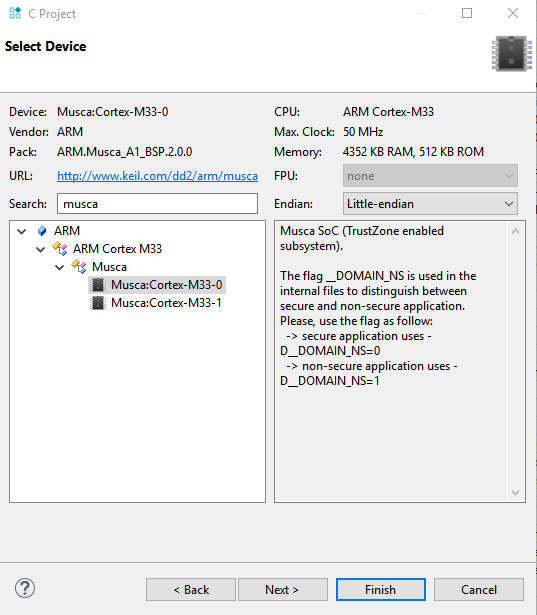 C Project
Select Device
Device: Musca:Cortex-M33-0
CPU: ARM Cortex-M33
Vendor: ARM
Max. Clock: 50 MHz
Pack: ARM.Musca_A1_BSP.2.0.0
Memory: 4352 KB RAM, 512 KB ROM
URL: http://www.keil.com/dd2/arm/musca
FPU: none
Search: musca
Endian: Little-endian
ARM
ARM Cortex M33
Musca
Musca:Cortex-M33-0
Musca:Cortex-M33-1
Musca SoC (TrustZone enabled
subsystem).
The flag __DOMAIN_NS is used in the
internal files to distinguish between
secure and non-secure application.
Please, use the flag as follow:
-> secure application uses -
D__DOMAIN_NS=0
-> non-secure application uses -
D__DOMAIN_NS=1
?
< Back
Next >
Finish
Cancel